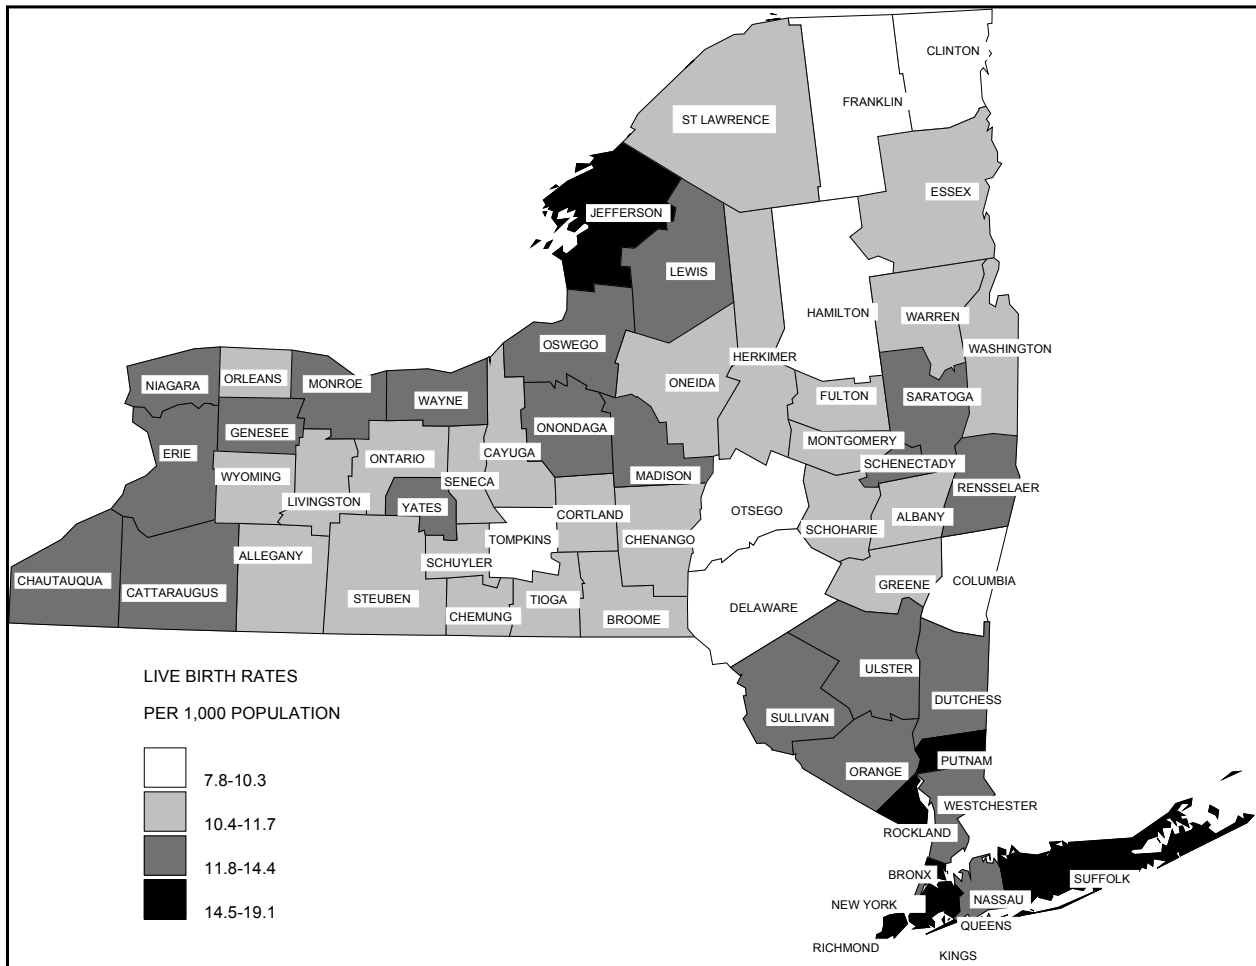 CLINTON
FRANKLIN
ST LAWRENCE
ESSEX
JEFFERSON
LEWIS
HAMILTON
WARREN
WASHINGTON
OSWEGO
HERKIMER
ONEIDA
NIAGARA
ORLEANS
MONROE
WAYNE
FULTON
SARATOGA
GENESEE
ONONDAGA
MONTGOMERY
ERIE
ONTARIO
CAYUGA
SCHENECTADY
WYOMING
SENECA
MADISON
RENSSELAER
LIVINGSTON
YATES
CORTLAND
OTSEGO
ALBANY
SCHOHARIE
TOMPKINS
CHENANGO
ALLEGANY
SCHUYLER
CHAUTAUQUA
CATTARAUGUS
STEUBEN
TIOGA
GREENE
COLUMBIA
CHEMUNG
BROOME
DELAWARE
ULSTER
DUTCHESS
SULLIVAN
PUTNAM
ORANGE
WESTCHESTER
ROCKLAND
BRONX
SUFFOLK
NEW YORK
NASSAU
QUEENS
RICHMOND
KINGS
LIVE BIRTH RATES
PER 1,000 POPULATION
7.8-10.3
10.4-11.7
11.8-14.4
14.5-19.1